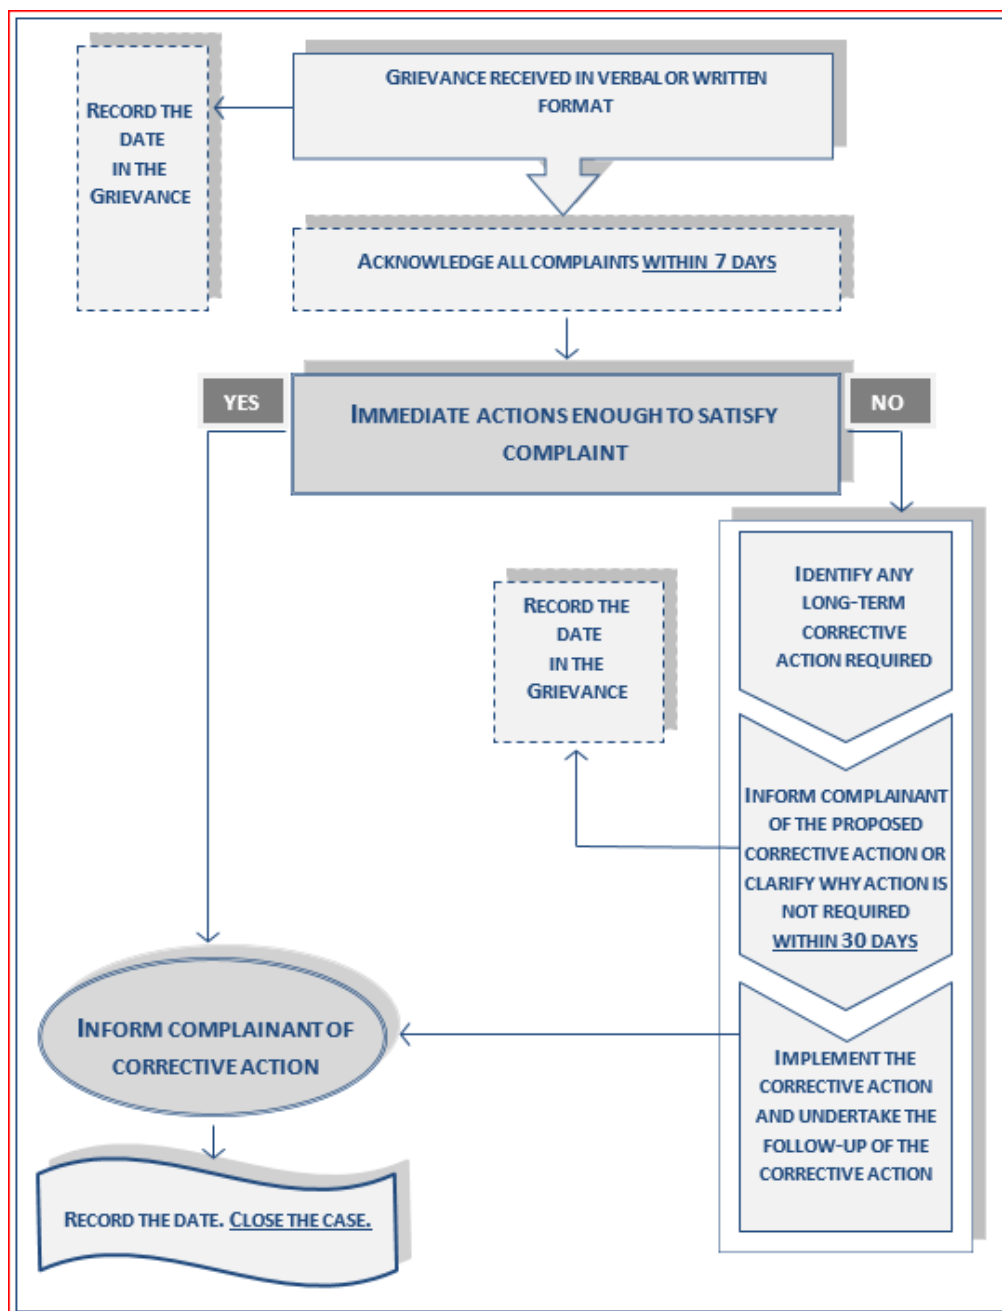 GRIEVANCE RECEIVED IN VERBAL OR WRITTEN
FORMAT
RECORD THE
DATE
IN THE
GRIEVANCE
ACKNOWLEDGE ALL COMPLAINTS WITHIN 7 DAYS
YES
IMMEDIATE ACTIONS ENOUGH TO SATISFY
COMPLAINT
NO
IDENTIFY ANY
LONG-TERM
CORRECTIVE
ACTION REQUIRED
RECORD THE
DATE
IN THE
GRIEVANCE
INFORM COMPLAINANT
OF THE PROPOSED
CORRECTIVE ACTION OR
CLARIFY WHY ACTION IS
NOT REQUIRED
WITHIN 30 DAYS
INFORM COMPLAINANT OF
CORRECTIVE ACTION
IMPLEMENT THE
CORRECTIVE ACTION
AND UNDERTAKE THE
FOLLOW-UP OF THE
CORRECTIVE ACTION
RECORD THE DATE. CLOSE THE CASE.